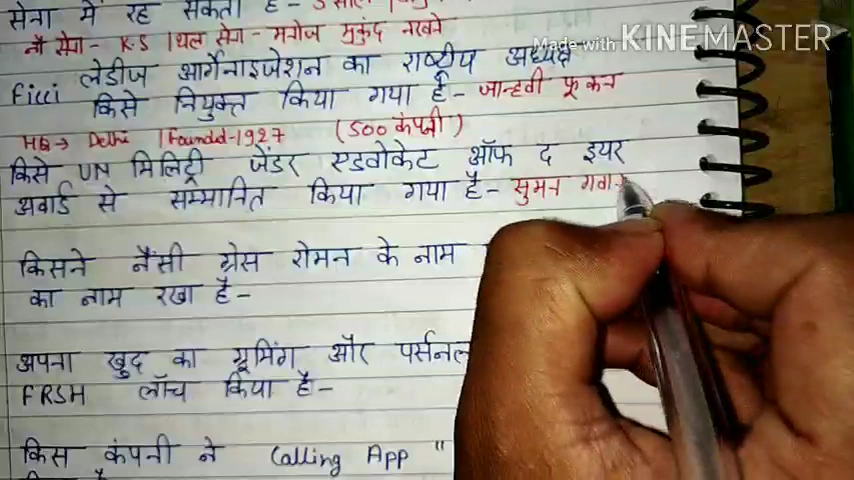 सेना में रह सकता है -
नौ सेना - K.S | थल सेना - मनोज मुकुंद नरवने
Made with KINEMASTER
Ficci लेडीज आर्गेनाइजेशन का राष्ट्रीय अध्यक्ष
किसे नियुक्त किया गया है - जान्हवी फूकन
HQ → Delhi | Founded-1927 (500 कंपनी)
किसे UN मिलिट्री जेंडर एडवोकेट ऑफ द इयर
अवार्ड से सम्मानित किया गया है - सुमन गवा
किसने नैंसी ग्रेस रोमन के नाम
का नाम रखा है -
अपना खुद का ग्रूमिंग और पर्सनल
FRSH लॉच किया है -
किस कंपनी ने Calling App "